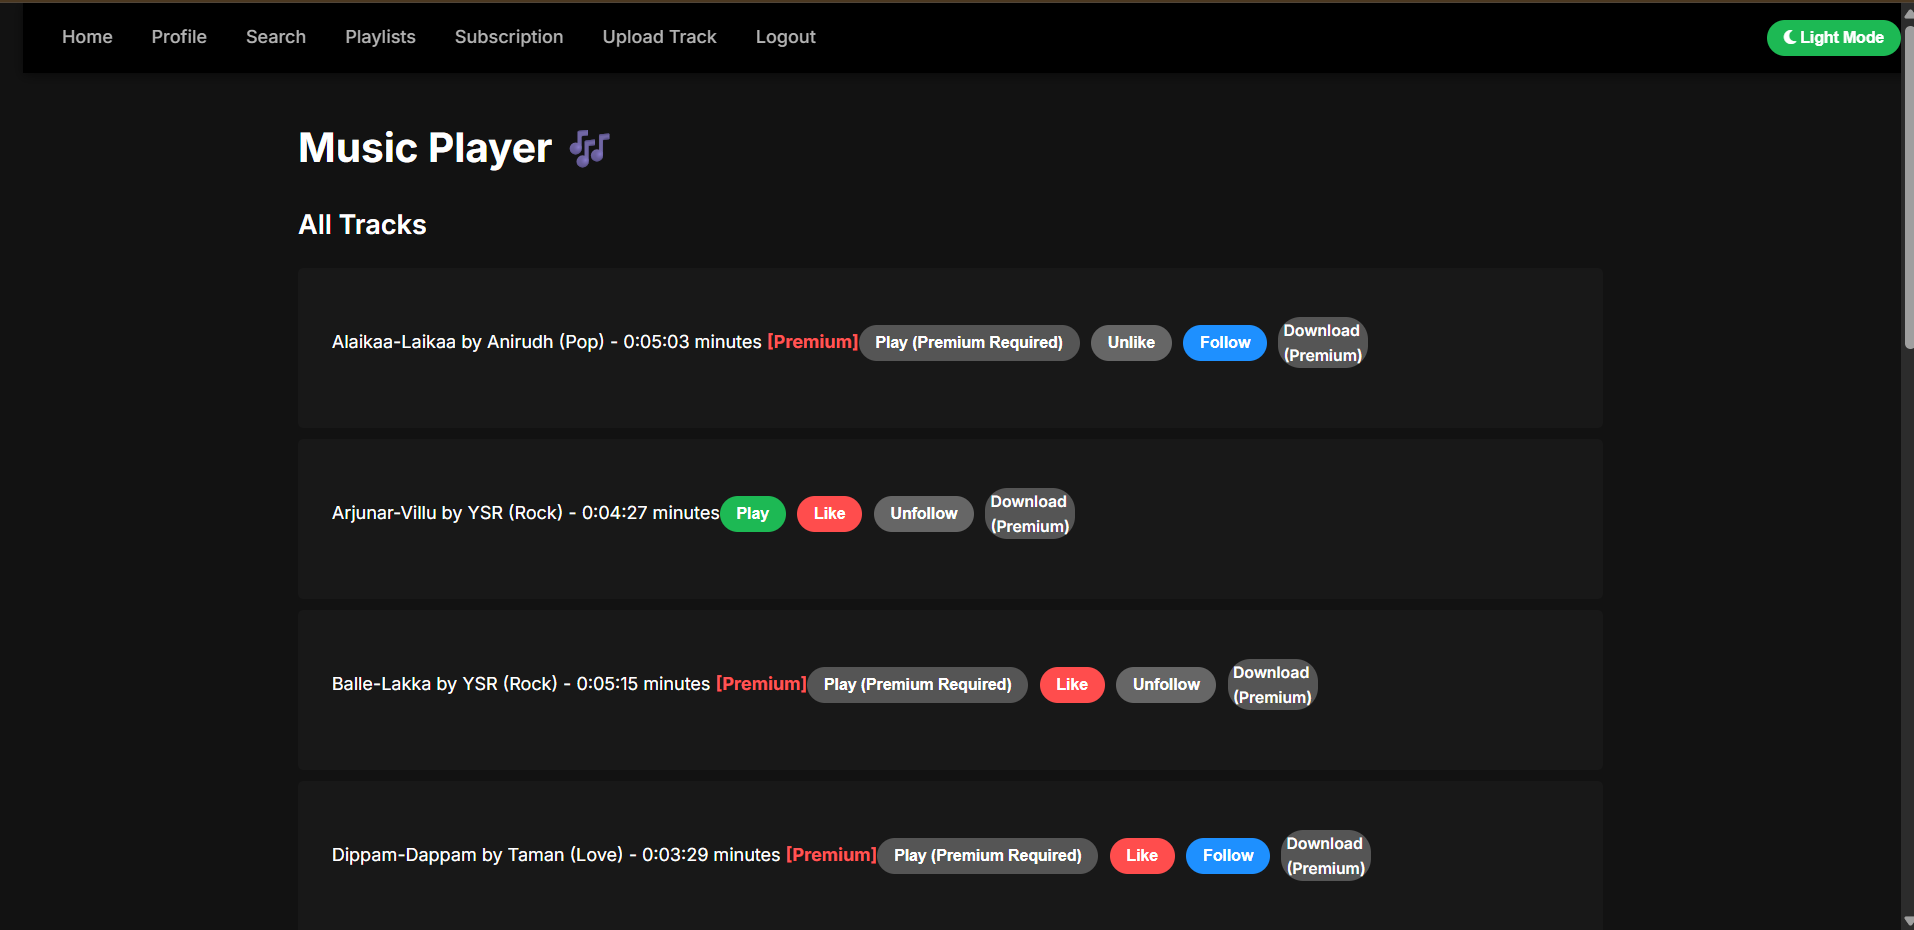 Home Profile Search Playlists Subscription Upload Track Logout Light Mode
Music Player 🎶
All Tracks
Alaikaa-Laikaa by Anirudh (Pop) - 0:05:03 minutes [Premium] Play (Premium Required) Unlike Follow Download
(Premium)
Arjunar-Villu by YSR (Rock) - 0:04:27 minutes Play Like Unfollow Download
(Premium)
Balle-Lakka by YSR (Rock) - 0:05:15 minutes [Premium] Play (Premium Required) Like Unfollow Download
(Premium)
Dippam-Dappam by Taman (Love) - 0:03:29 minutes [Premium] Play (Premium Required) Like Follow Download
(Premium)